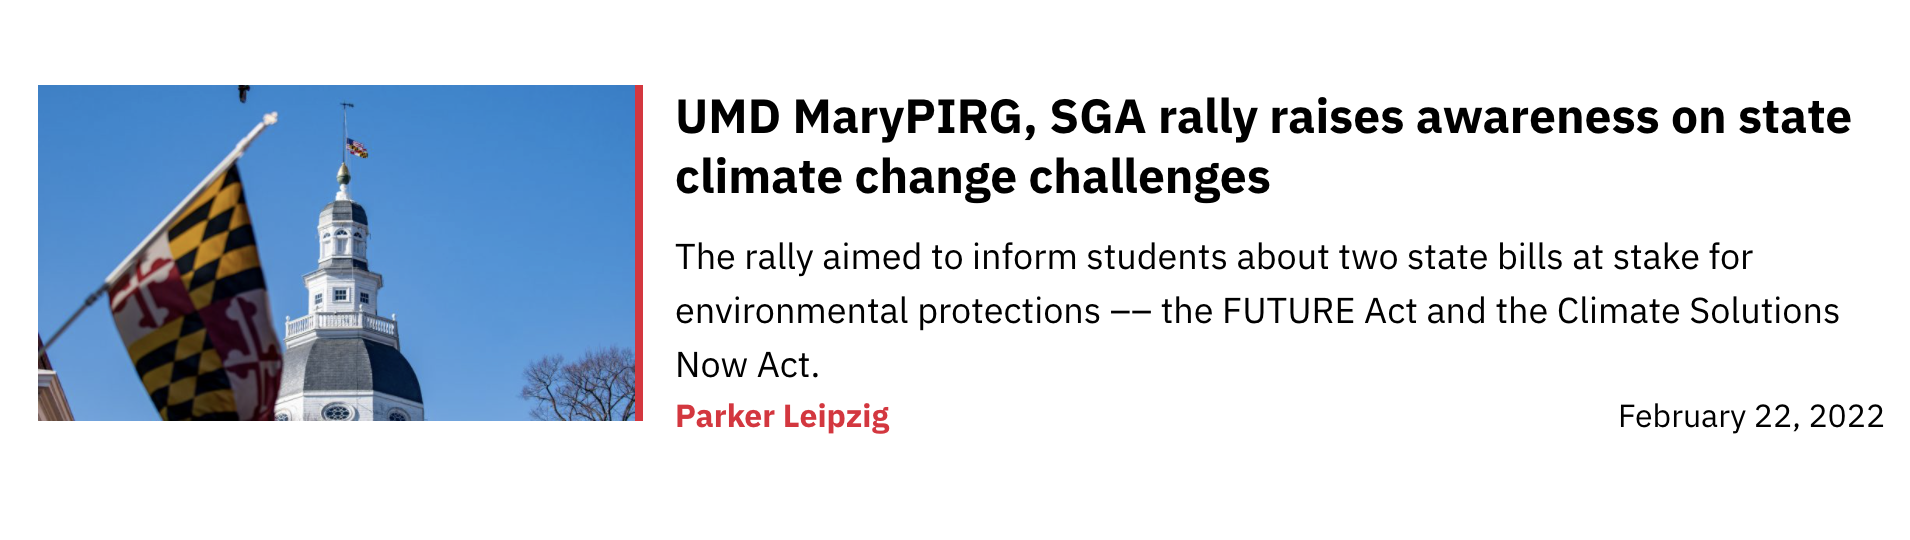 UMD MaryPIRG, SGA rally raises awareness on state
climate change challenges
The rally aimed to inform students about two state bills at stake for
environmental protections –– the FUTURE Act and the Climate Solutions
Now Act.
Parker Leipzig
February 22, 2022